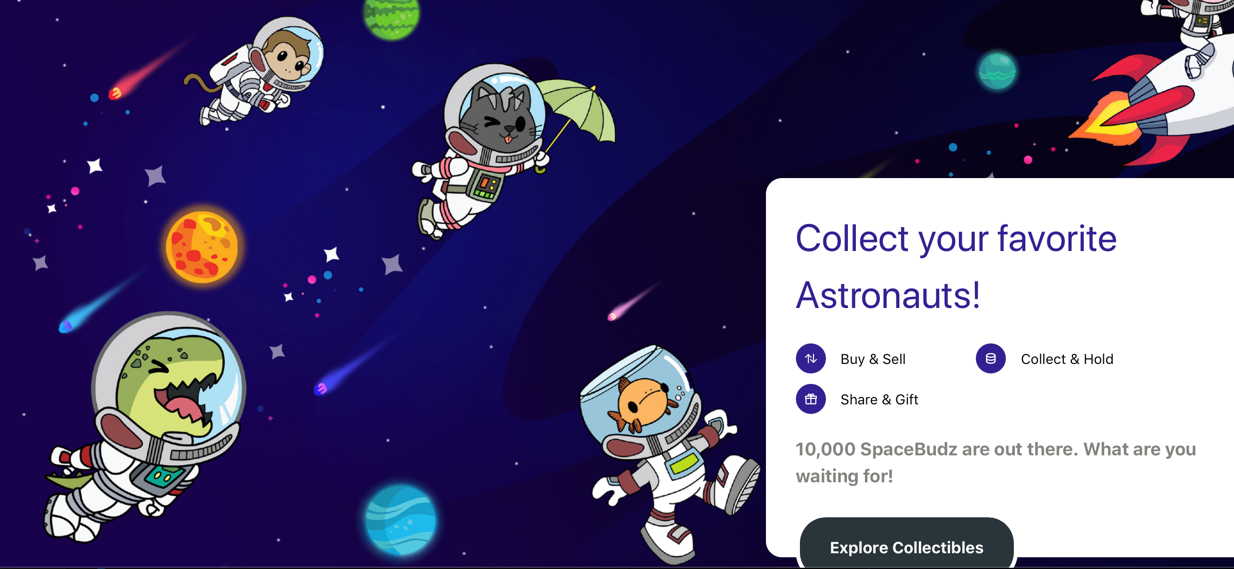 Collect your favorite
Astronauts!
Buy & Sell
Collect & Hold
Share & Gift
10,000 SpaceBudz are out there. What are you
waiting for!
Explore Collectibles